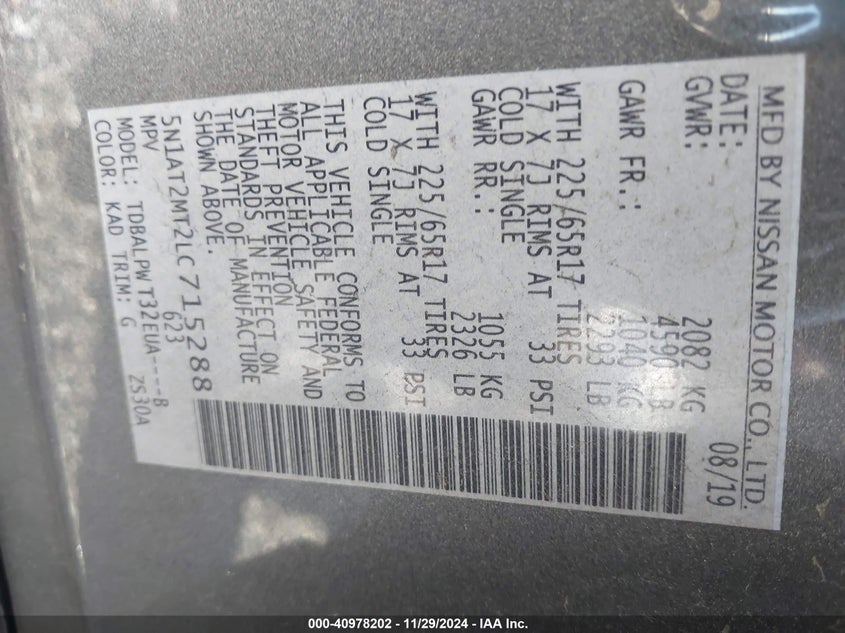 MFD BY NISSAN MOTOR CO., LTD.
DATE: 08/19
GVWR: 2082 KG
4590 LB
GAWR FR.: 1040 KG
2293 LB
WITH 225/65R17 TIRES
17 X 7J RIMS AT 33 PSI
COLD SINGLE
GAWR RR.: 1055 KG
2326 LB
WITH 225/65R17 TIRES
17 X 7J RIMS AT 33 PSI
COLD SINGLE
THIS VEHICLE CONFORMS TO
ALL APPLICABLE FEDERAL
MOTOR VEHICLE SAFETY AND
THEFT PREVENTION
STANDARDS IN EFFECT ON
THE DATE OF MANUFACTURE
SHOWN ABOVE.
5N1AT2MT2LC715288
MPV 623
MODEL: TDBALPWT32EUA----B
COLOR: KAD TRIM: G 2S30A
000-40978202 - 11/29/2024 - IAA Inc.